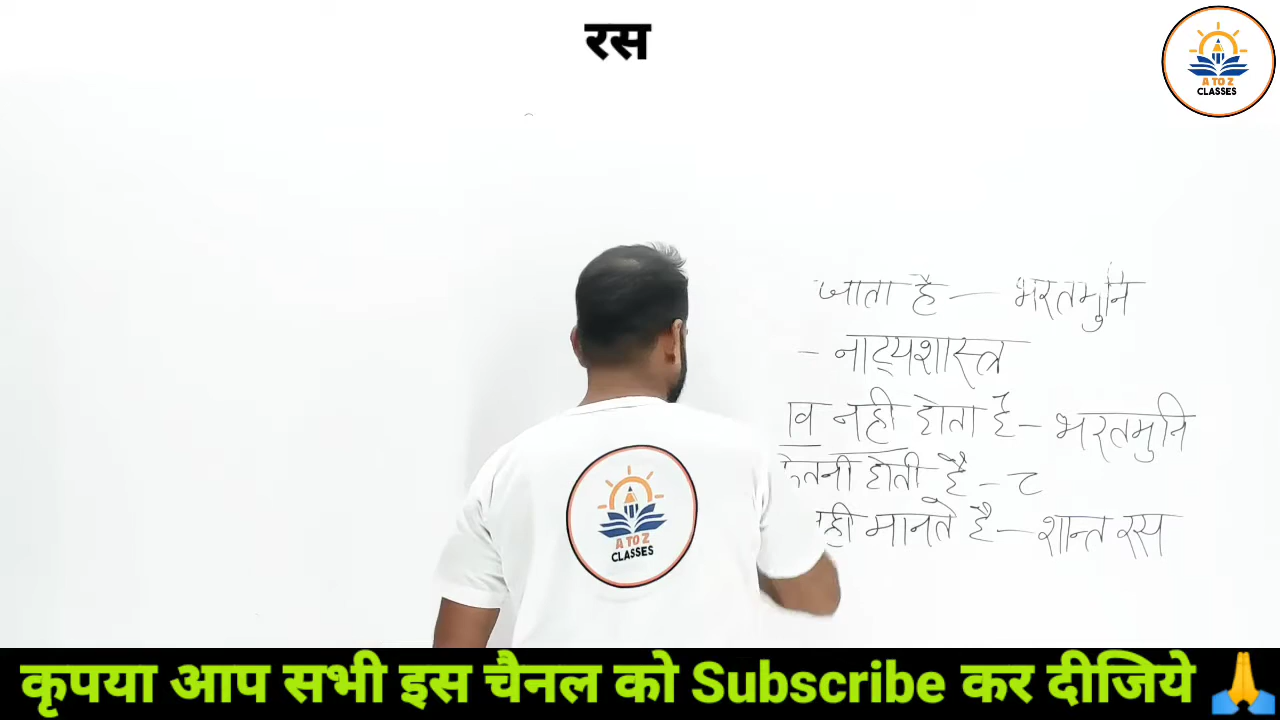 रस
A TO Z
CLASSES
जाता है — भरतमुनि
- नाट्यशास्त्र
नही होता है - भरतमुनि
होती है - ८
मानते है - शान्त रस
A TO Z
CLASSES
कृपया आप सभी इस चैनल को Subscribe कर दीजिये 🙏